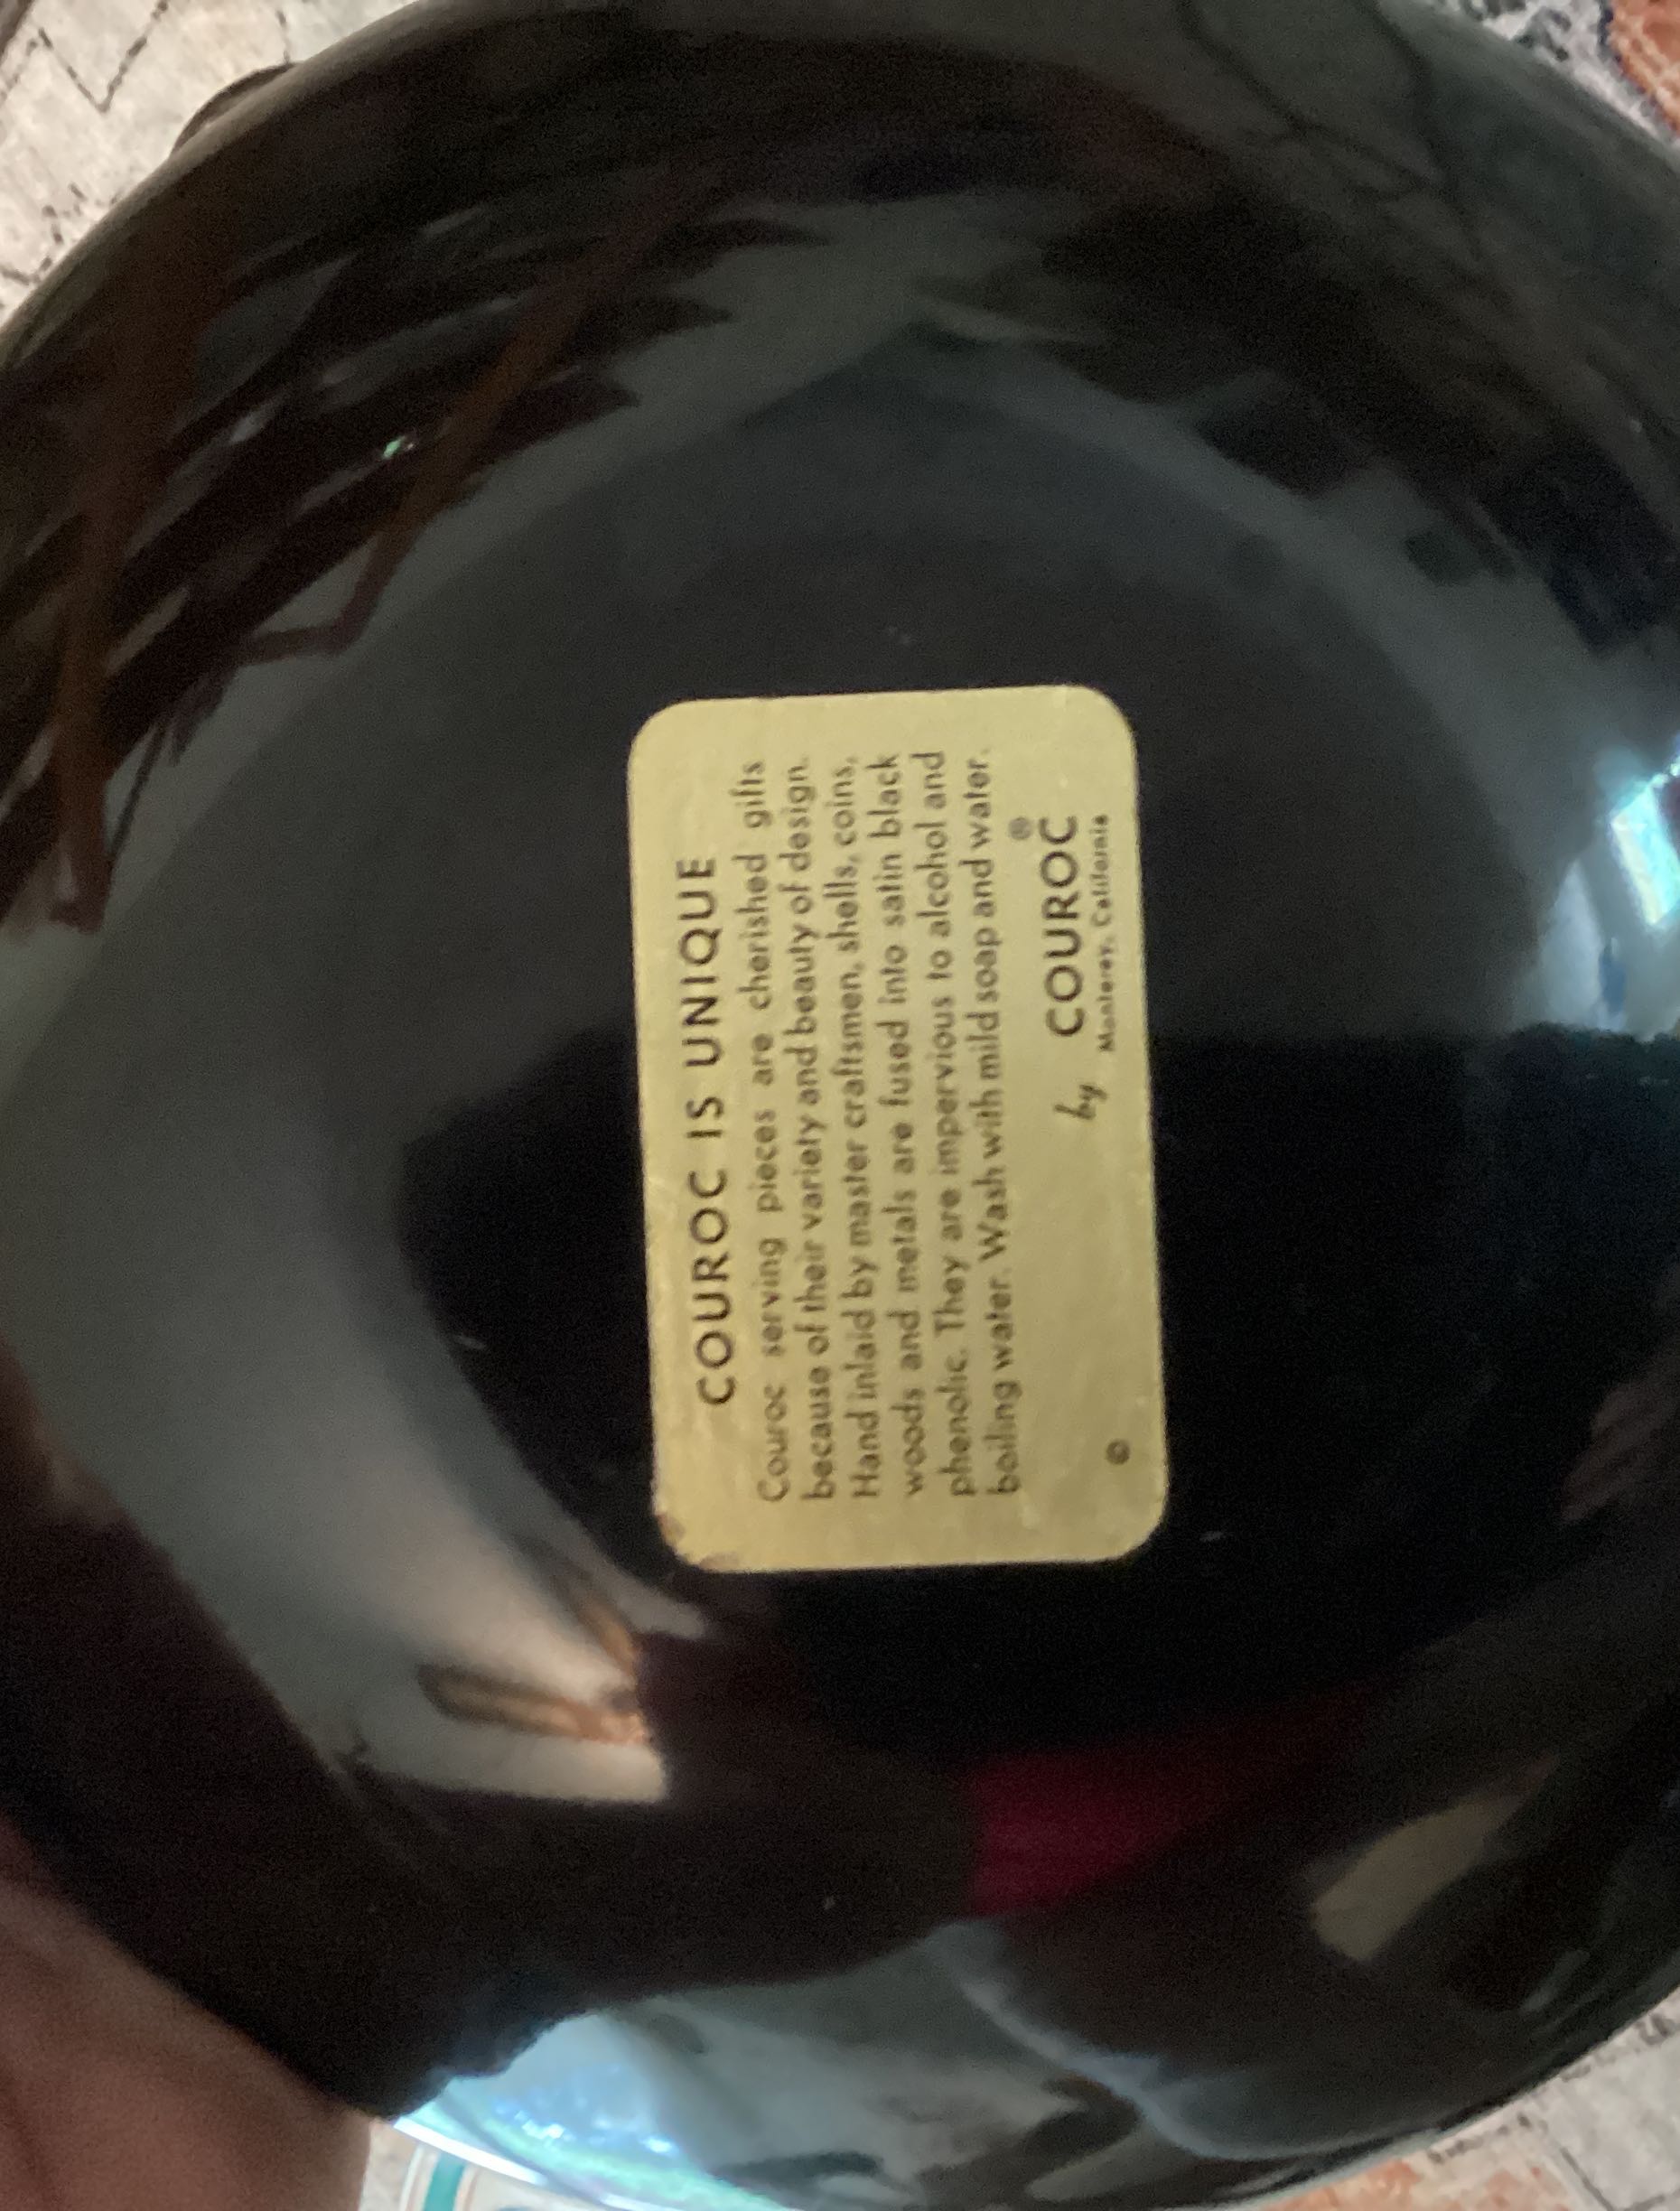 COUROC IS UNIQUE
Couroc serving pieces are cherished gifts
because of their variety and beauty of design.
Hand inlaid by master craftsmen, shells, coins,
woods and metals are fused into satin black
phenolic. They are impervious to alcohol and
boiling water. Wash with mild soap and water.
by COUROC®
Monterey, California
©